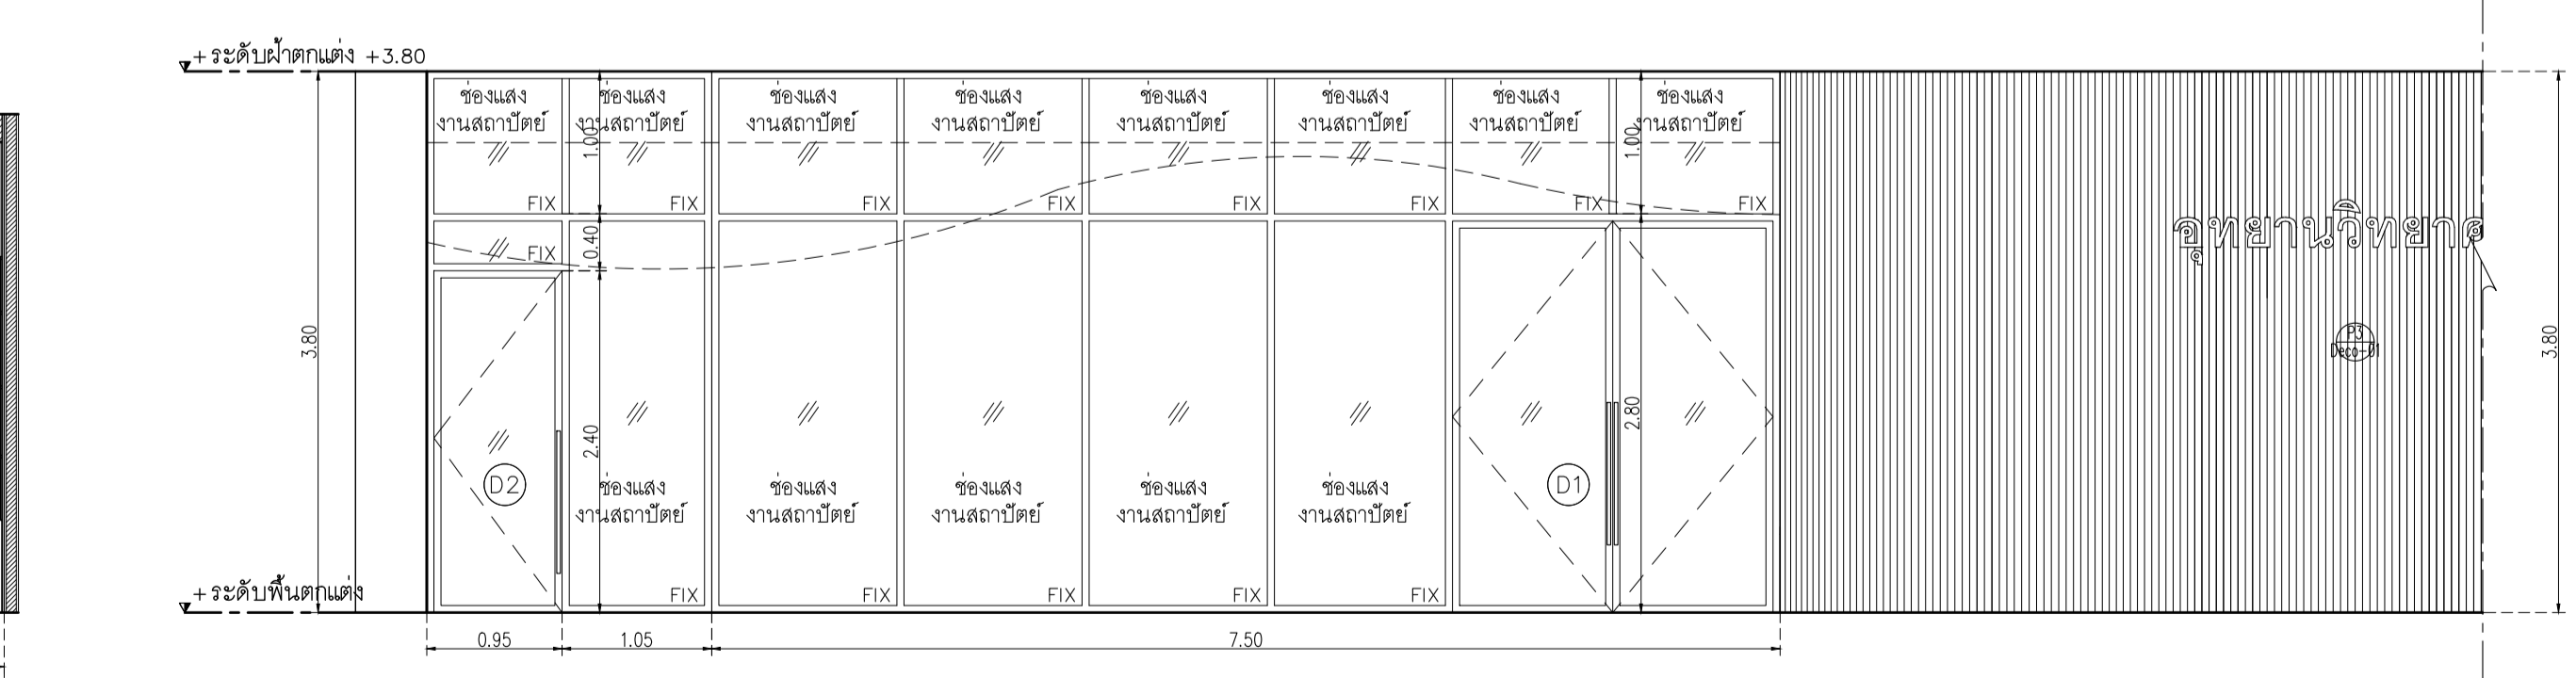 +ระดับฝ้าตกแต่ง +3.80
ช่องแสง ช่องแสง ช่องแสง ช่องแสง ช่องแสง ช่องแสง ช่องแสง ช่องแสง
งานสถาปัตย์ งานสถาปัตย์ งานสถาปัตย์ งานสถาปัตย์ งานสถาปัตย์ งานสถาปัตย์ งานสถาปัตย์ งานสถาปัตย์
1.00 1.00
FIX FIX FIX FIX FIX FIX FIX FIX
อุทยานวิทยาศ
FIX 0.40
3.80 P3 3.80
Deco-01
2.40 2.80
D2 D1
ช่องแสง ช่องแสง ช่องแสง ช่องแสง ช่องแสง
งานสถาปัตย์ งานสถาปัตย์ งานสถาปัตย์ งานสถาปัตย์ งานสถาปัตย์
+ระดับพื้นตกแต่ง
FIX FIX FIX FIX FIX
0.95 1.05 7.50